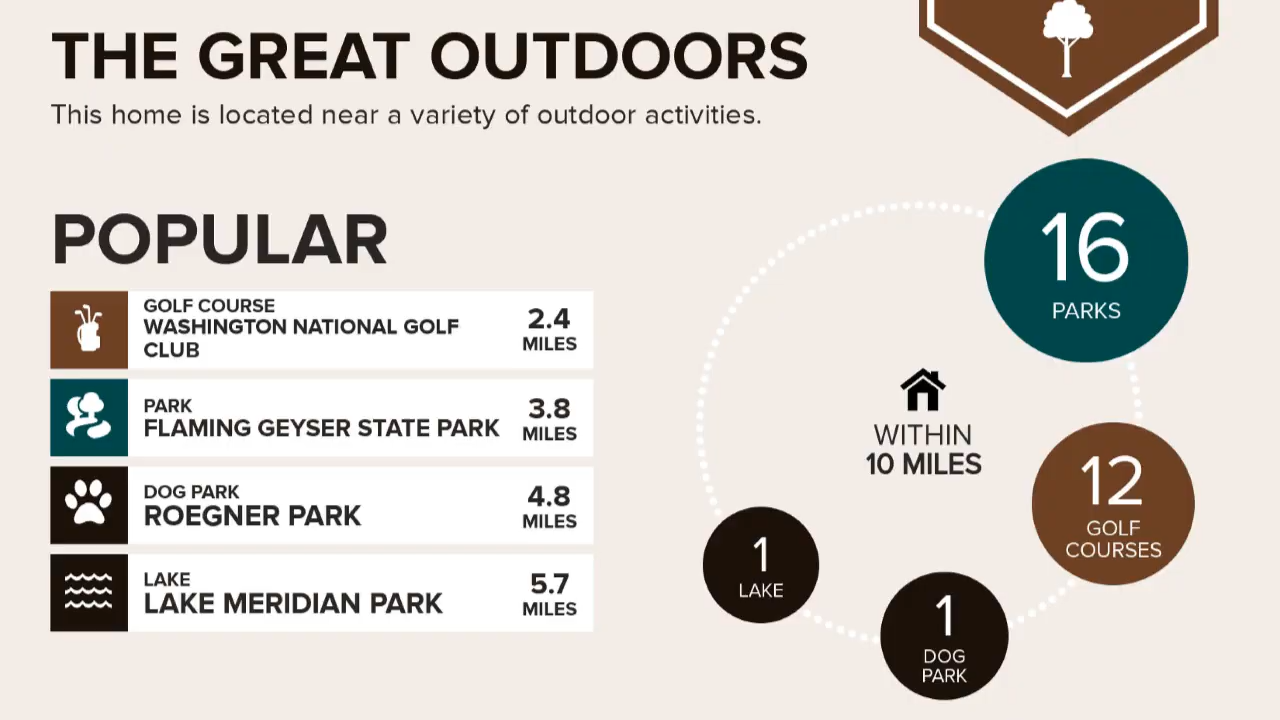 THE GREAT OUTDOORS
This home is located near a variety of outdoor activities.
POPULAR
GOLF COURSE
WASHINGTON NATIONAL GOLF
CLUB
2.4
MILES
PARK
FLAMING GEYSER STATE PARK
3.8
MILES
DOG PARK
ROEGNER PARK
4.8
MILES
LAKE
LAKE MERIDIAN PARK
5.7
MILES
16
PARKS
WITHIN
10 MILES
12
GOLF
COURSES
1
LAKE
1
DOG
PARK